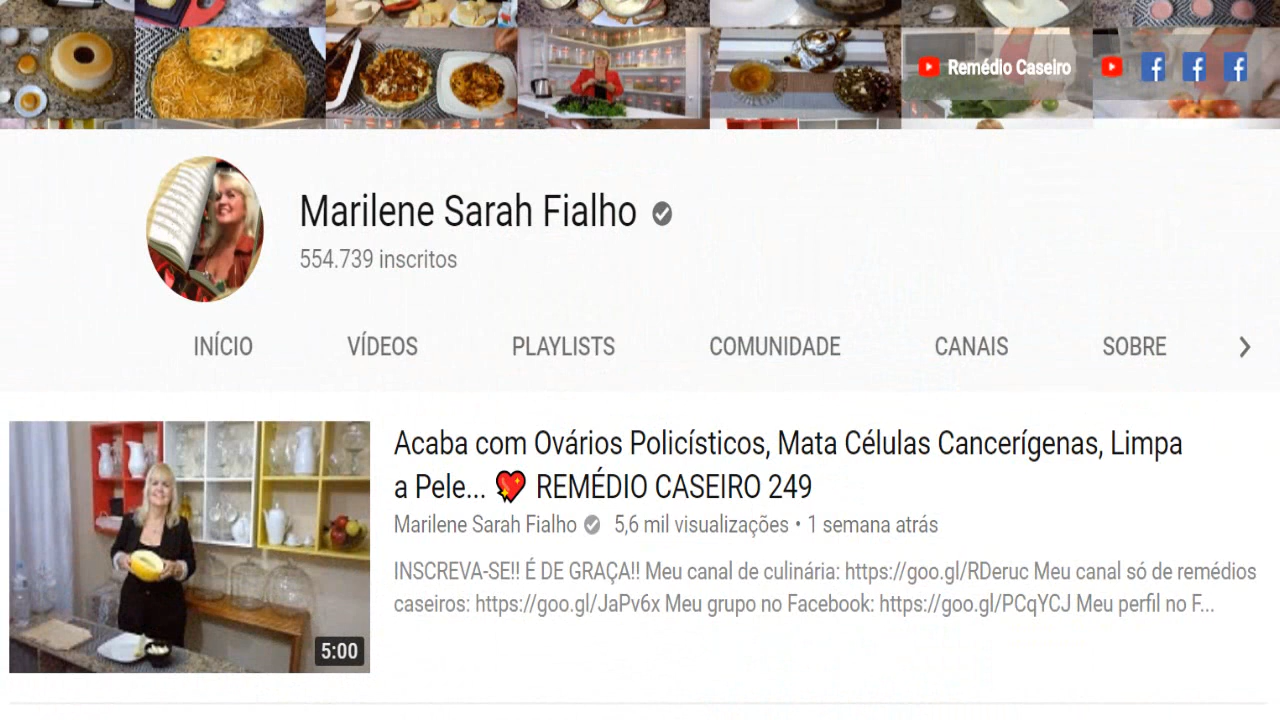 Remédio Caseiro
Marilene Sarah Fialho
554.739 inscritos
INÍCIO VÍDEOS PLAYLISTS COMUNIDADE CANAIS SOBRE
Acaba com Ovários Policísticos, Mata Células Cancerígenas, Limpa
a Pele... 💖 REMÉDIO CASEIRO 249
Marilene Sarah Fialho 5,6 mil visualizações • 1 semana atrás
INSCREVA-SE!! É DE GRAÇA!! Meu canal de culinária: https://goo.gl/RDeruc Meu canal só de remédios
caseiros: https://goo.gl/JaPv6x Meu grupo no Facebook: https://goo.gl/PCqYCJ Meu perfil no F...
5:00